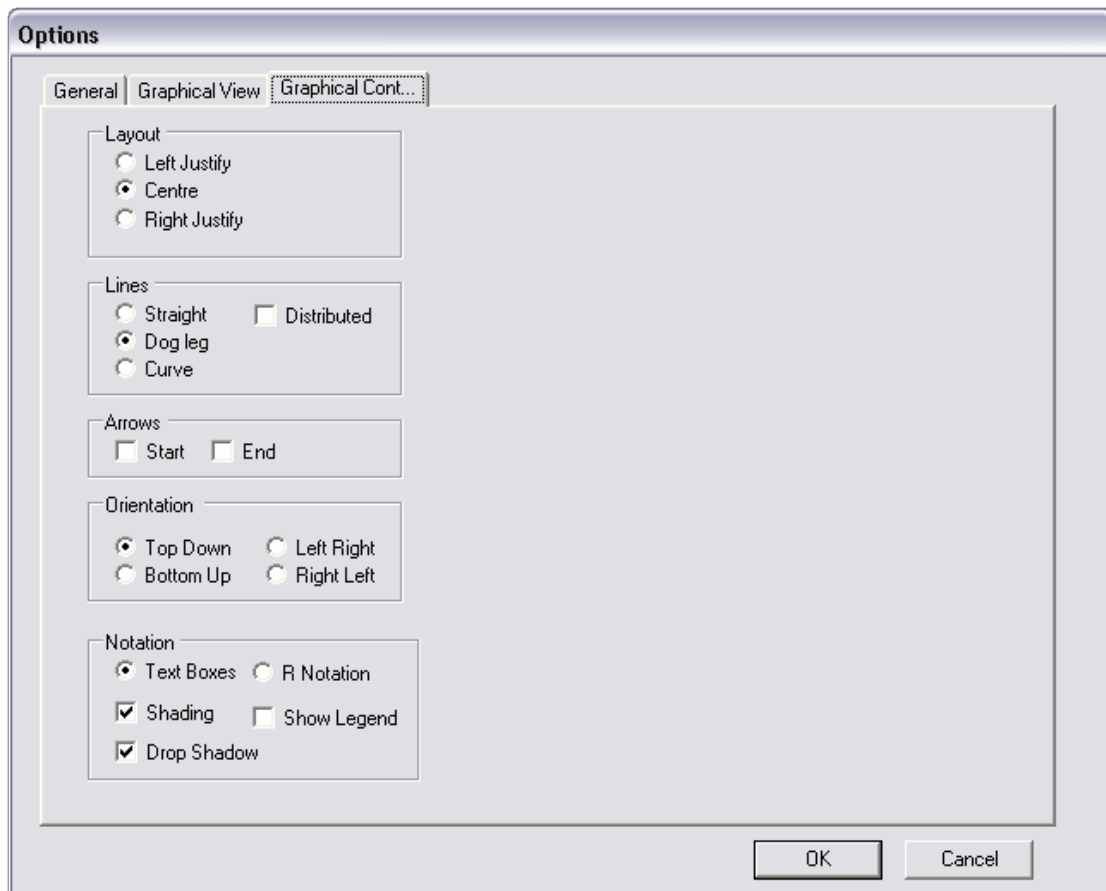 Options
General Graphical View Graphical Cont...
Layout
Left Justify
Centre
Right Justify
Lines
Straight Distributed
Dog leg
Curve
Arrows
Start End
Orientation
Top Down Left Right
Bottom Up Right Left
Notation
Text Boxes R Notation
Shading Show Legend
Drop Shadow
OK Cancel